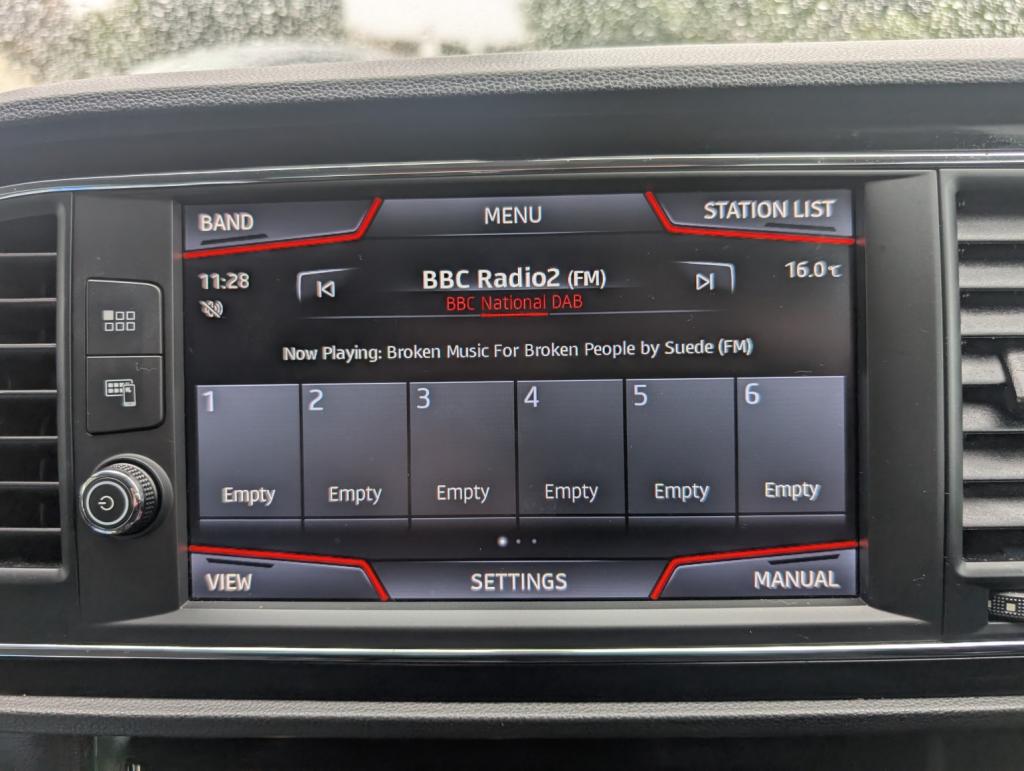 BAND
MENU
STATION LIST
11:28
BBC Radio2 (FM)
16.0℃
BBC National DAB
Now Playing: Broken Music For Broken People by Suede (FM)
1
2
3
4
5
6
Empty
Empty
Empty
Empty
Empty
Empty
VIEW
SETTINGS
MANUAL